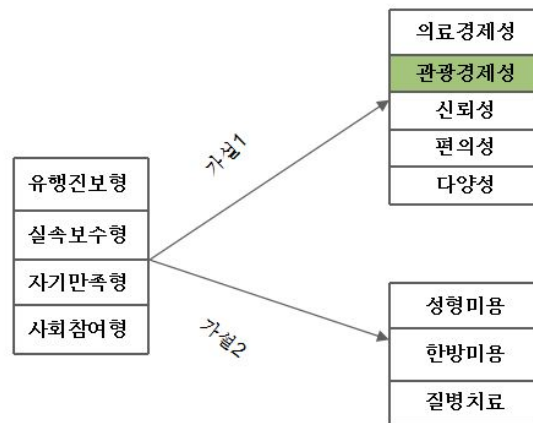 의료경제성
관광경제성
신뢰성
편의성
다양성
가설1
유행진보형
실속보수형
자기만족형
사회참여형
가설2
성형미용
한방미용
질병치료